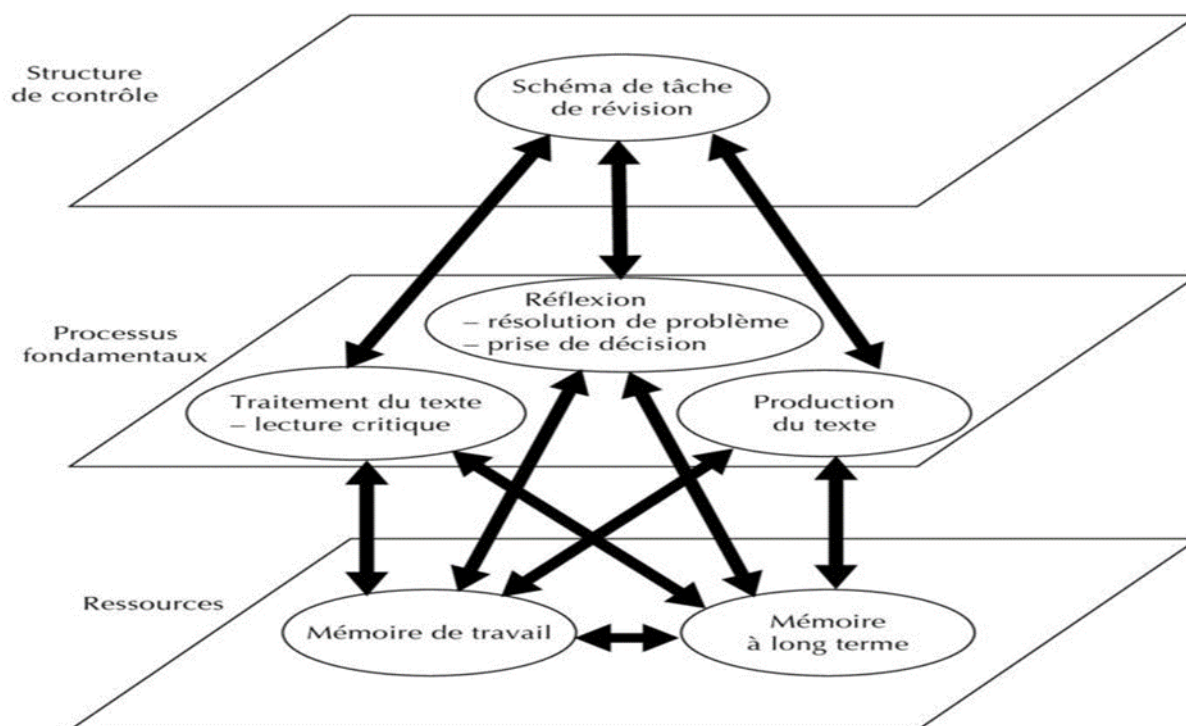 Structure
de contrôle
Schéma de tâche
de révision
Processus
fondamentaux
Réflexion
– résolution de problème
– prise de décision
Traitement du texte
– lecture critique
Production
du texte
Ressources
Mémoire de travail
Mémoire
à long terme